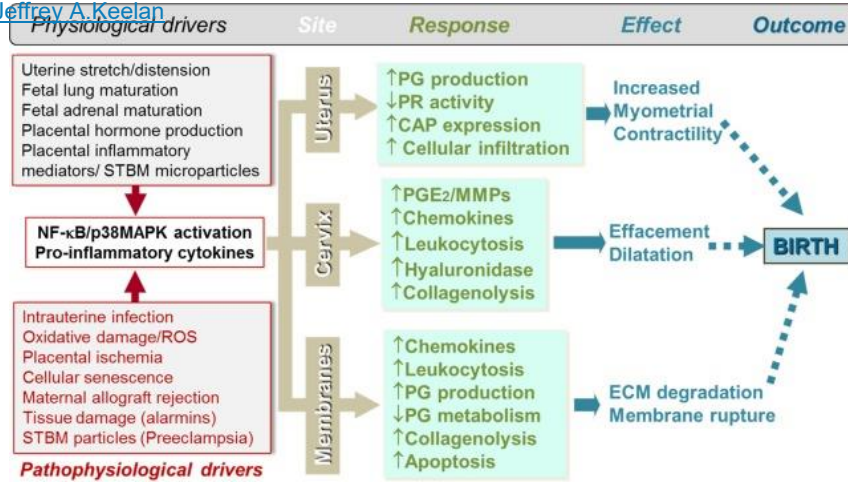 Jeffrey A.Keelan
Physiological drivers
Site
Response
Effect
Outcome
Uterine stretch/distension
Fetal lung maturation
Fetal adrenal maturation
Placental hormone production
Placental inflammatory
mediators/ STBM microparticles
NF-κB/p38MAPK activation
Pro-inflammatory cytokines
Intrauterine infection
Oxidative damage/ROS
Placental ischemia
Cellular senescence
Maternal allograft rejection
Tissue damage (alarmins)
STBM particles (Preeclampsia)
Pathophysiological drivers
Uterus
↑PG production
↓PR activity
↑CAP expression
↑ Cellular infiltration
Increased
Myometrial
Contractility
Cervix
↑PGE2/MMPs
↑Chemokines
↑Leukocytosis
↑Hyaluronidase
↑Collagenolysis
Effacement
Dilatation
BIRTH
Membranes
↑Chemokines
↑Leukocytosis
↑PG production
↓PG metabolism
↑Collagenolysis
↑Apoptosis
ECM degradation
Membrane rupture